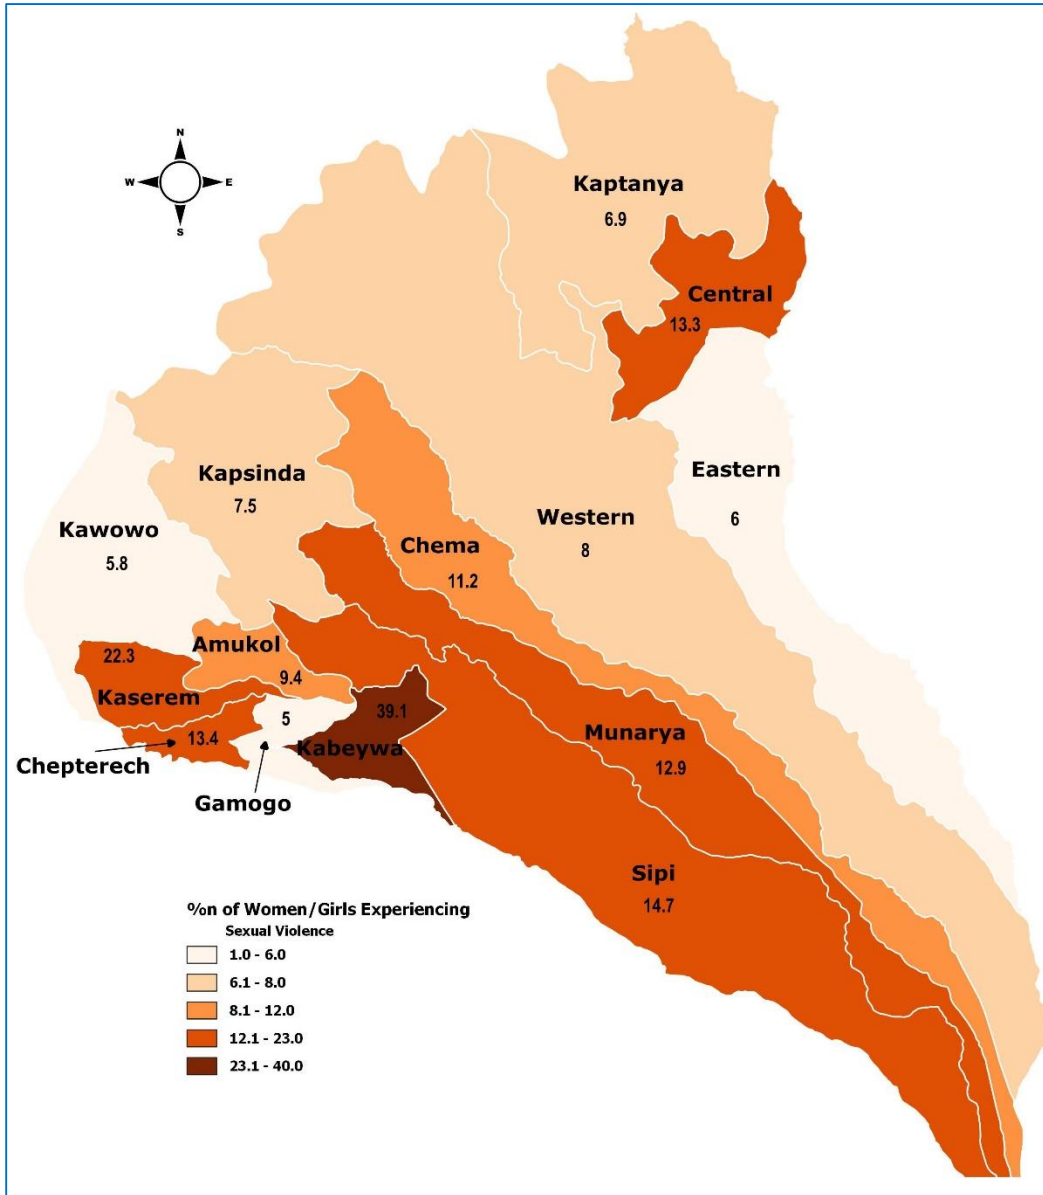 N
W
E
S
Kaptanya
6.9
Central
13.3
Eastern
6
Kapsinda
7.5
Western
8
Kawowo
5.8
Chema
11.2
Amukol
9.4
22.3
Kaserem
13.4
Chepterech
5
Gamogo
39.1
Kabeywa
Munarya
12.9
Sipi
14.7
%n of Women/Girls Experiencing
Sexual Violence
1.0 - 6.0
6.1 - 8.0
8.1 - 12.0
12.1 - 23.0
23.1 - 40.0